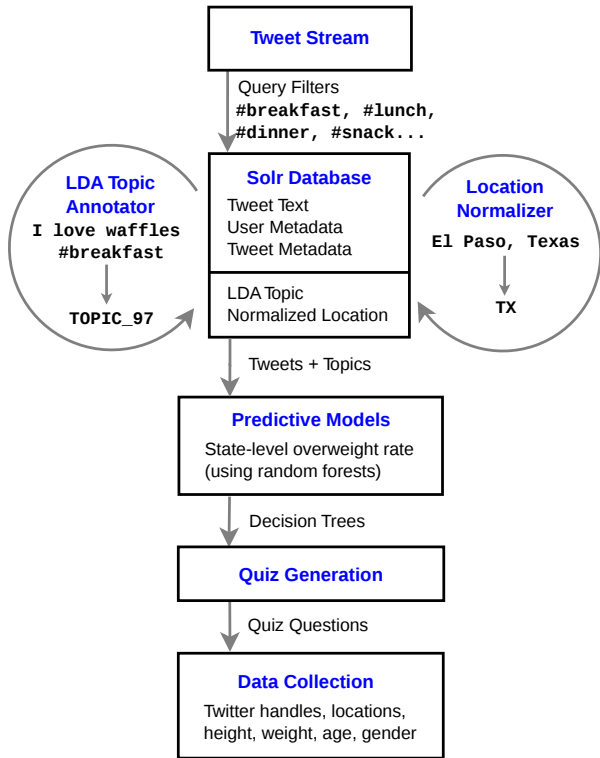 Tweet Stream
Query Filters
#breakfast, #lunch,
#dinner, #snack...
LDA Topic
Annotator
I love waffles
#breakfast
TOPIC_97
Solr Database
Tweet Text
User Metadata
Tweet Metadata
LDA Topic
Normalized Location
Location
Normalizer
El Paso, Texas
TX
Tweets + Topics
Predictive Models
State-level overweight rate
(using random forests)
Decision Trees
Quiz Generation
Quiz Questions
Data Collection
Twitter handles, locations,
height, weight, age, gender